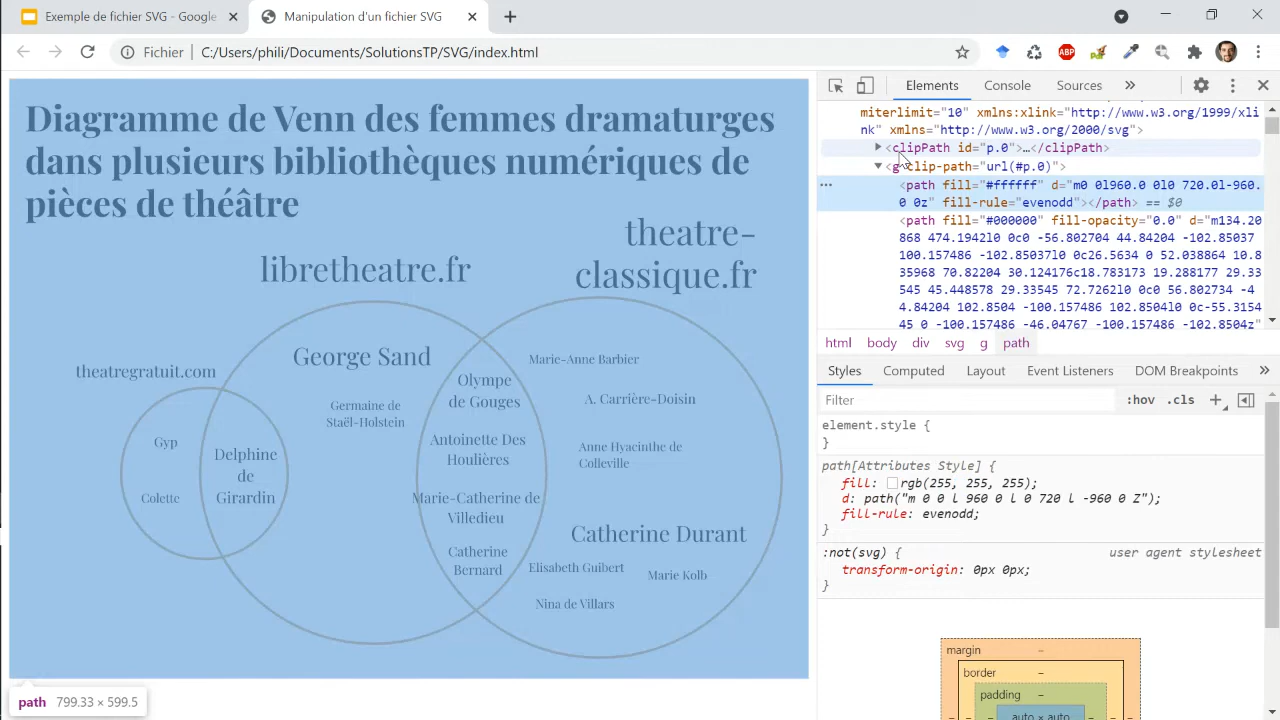 Exemple de fichier SVG - Google
Manipulation d'un fichier SVG
Fichier
C:/Users/phili/Documents/SolutionsTP/SVG/index.html
ABP
Diagramme de Venn des femmes dramaturges
dans plusieurs bibliothèques numériques de
pièces de théâtre
theatre-
classique.fr
libretheatre.fr
theatregratuit.com
George Sand
Germaine de
Staël-Holstein
Gyp
Colette
Delphine
de
Girardin
Olympe
de Gouges
Antoinette Des
Houlières
Marie-Catherine de
Villedieu
Catherine
Bernard
Marie-Anne Barbier
A. Carrière-Doisin
Anne Hyacinthe de
Colleville
Catherine Durant
Elisabeth Guibert
Marie Kolb
Nina de Villars
path 799.33 × 599.5
Elements Console Sources »
miterlimit="10" xmlns:xlink="http://www.w3.org/1999/xli
nk" xmlns="http://www.w3.org/2000/svg">
<clipPath id="p.0">…</clipPath>
<g clip-path="url(#p.0)">
<path fill="#ffffff" d="m0 0l960.0 0l0 720.0l-960.
0 0z" fill-rule="evenodd"></path> == $0
<path fill="#000000" fill-opacity="0.0" d="m134.20
868 474.1942l0 0c0 -56.802704 44.84204 -102.85037
100.157486 -102.85037l0 0c26.5634 0 52.038864 10.8
35968 70.82204 30.124176c18.783173 19.288177 29.33
545 45.448578 29.33545 72.7262l0 0c0 56.802734 -4
4.84204 102.8504 -100.157486 102.8504l0 0c-55.3154
45 0 -100.157486 -46.04767 -100.157486 -102.8504z"
html body div svg g path
Styles Computed Layout Event Listeners DOM Breakpoints »
Filter :hov .cls +
element.style {
}
path[Attributes Style] {
fill: rgb(255, 255, 255);
d: path("m 0 0 l 960 0 l 0 720 l -960 0 Z");
fill-rule: evenodd;
}
:not(svg) { user agent stylesheet
transform-origin: 0px 0px;
}
margin –
border –
padding –
auto × auto